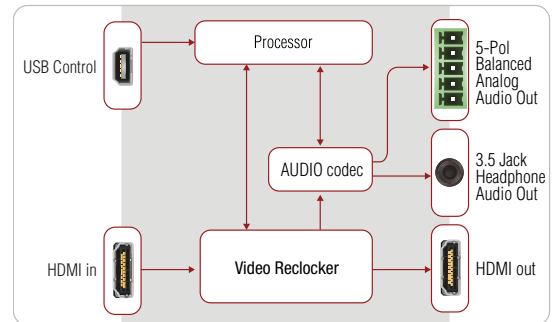 Processor
USB Control
5-Pol
Balanced
Analog
Audio Out
AUDIO codec
3.5 Jack
Headphone
Audio Out
HDMI in
Video Reclocker
HDMI out